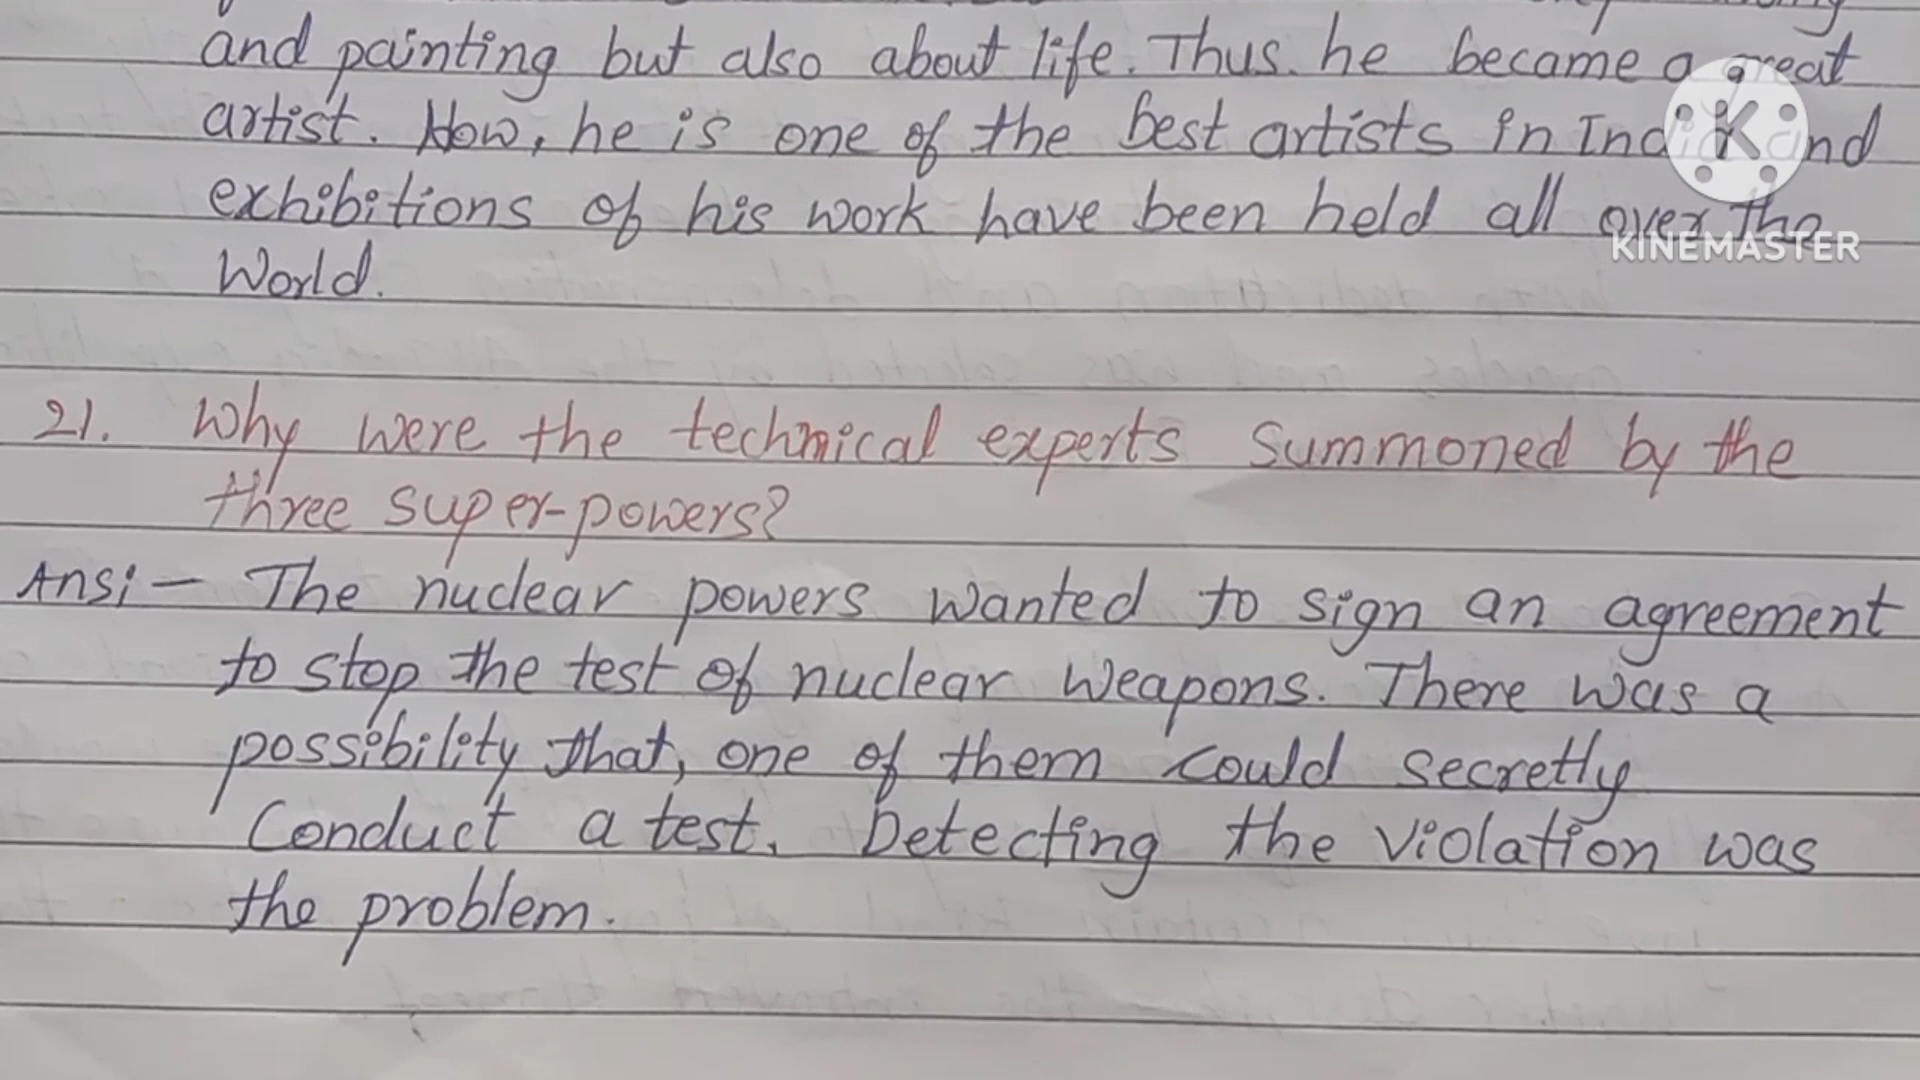 and painting but also about life. Thus. he became a great
artist. Now, he is one of the best artists in India and
exhibitions of his work have been held all over the
World.
KINEMASTER
21. Why were the technical experts Summoned by the
three super-powers?
Ans:- The nuclear powers wanted to sign an agreement
to stop the test of nuclear weapons. There was a
possibility that, one of them could secretly
Conduct a test. Detecting the violation was
the problem.